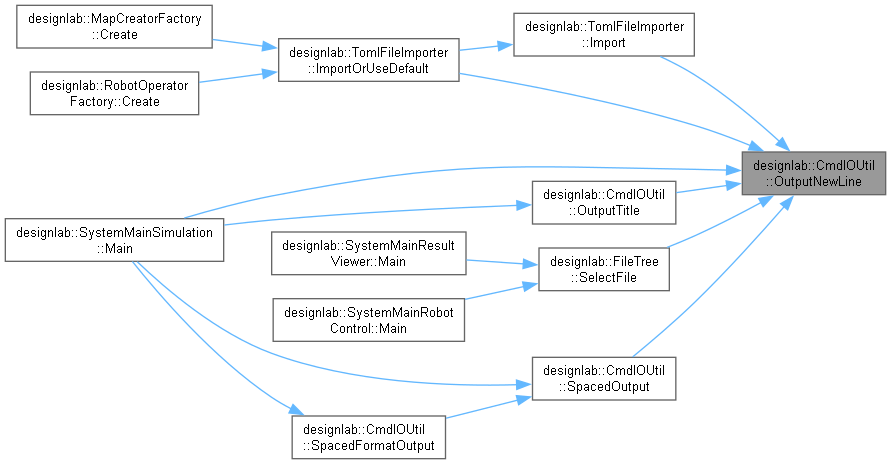 designlab::MapCreatorFactory
::Create
designlab::RobotOperator
Factory::Create
designlab::TomlFileImporter
::ImportOrUseDefault
designlab::TomlFileImporter
::Import
designlab::CmdIOUtil
::OutputNewLine
designlab::CmdIOUtil
::OutputTitle
designlab::SystemMainSimulation
::Main
designlab::SystemMainResult
Viewer::Main
designlab::FileTree
::SelectFile
designlab::SystemMainRobot
Control::Main
designlab::CmdIOUtil
::SpacedOutput
designlab::CmdIOUtil
::SpacedFormatOutput